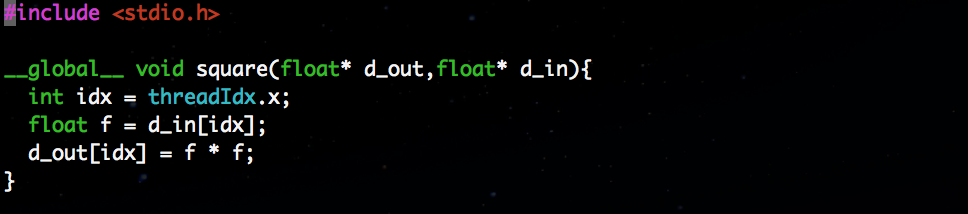 #include <stdio.h>
__global__ void square(float* d_out,float* d_in){
  int idx = threadIdx.x;
  float f = d_in[idx];
  d_out[idx] = f * f;
}